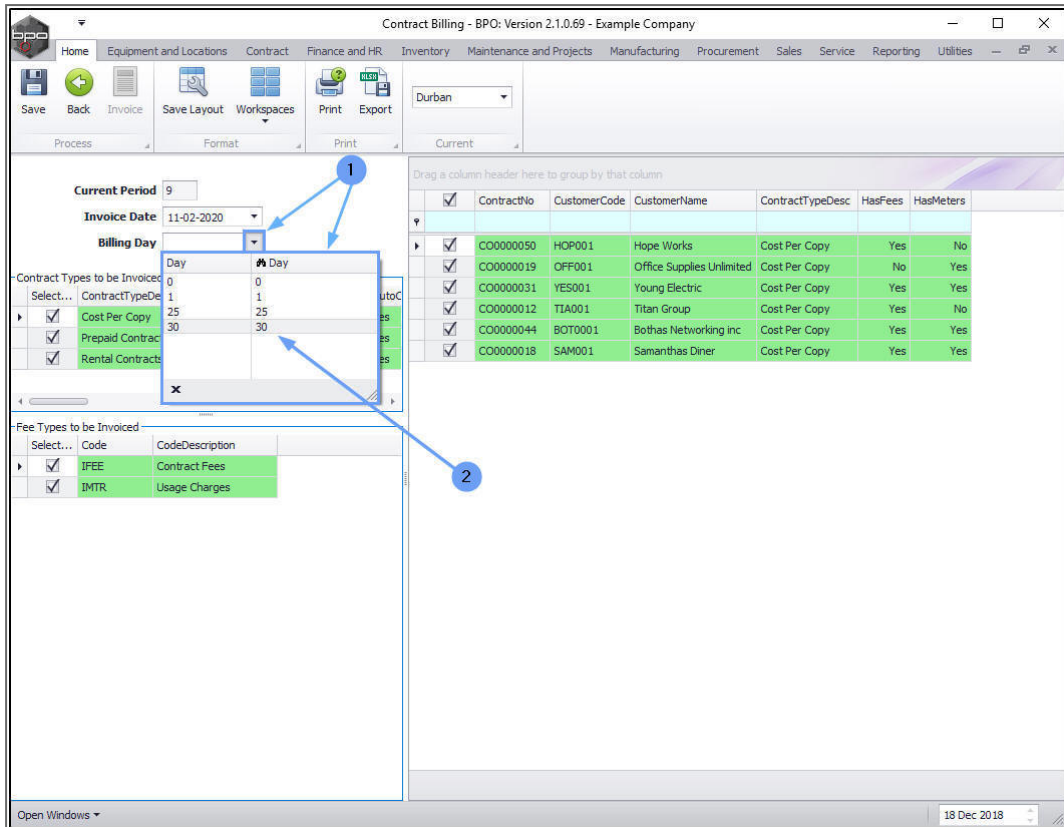 Contract Billing - BPO: Version 2.1.0.69 - Example Company
bpo
Home Equipment and Locations Contract Finance and HR Inventory Maintenance and Projects Manufacturing Procurement Sales Service Reporting Utilities
Save Back Invoice Save Layout Workspaces Print Export
XLSX
Durban
Process Format Print Current
1
Drag a column header here to group by that column
Current Period 9
Invoice Date 11-02-2020
Billing Day
ContractNo CustomerCode CustomerName ContractTypeDesc HasFees HasMeters
CO0000050 HOP001 Hope Works Cost Per Copy Yes No
CO0000019 OFF001 Office Supplies Unlimited Cost Per Copy No Yes
CO0000031 YES001 Young Electric Cost Per Copy Yes Yes
CO0000012 TIA001 Titan Group Cost Per Copy Yes No
CO0000044 BOT0001 Bothas Networking inc Cost Per Copy Yes Yes
CO0000018 SAM001 Samanthas Diner Cost Per Copy Yes Yes
Day Day
0 0
1 1
25 25
30 30
x
Contract Types to be Invoiced
Select... ContractTypeDe utoC
Cost Per Copy es
Prepaid Contrac es
Rental Contracts es
Fee Types to be Invoiced
Select... Code CodeDescription
IFEE Contract Fees
IMTR Usage Charges
2
Open Windows 18 Dec 2018